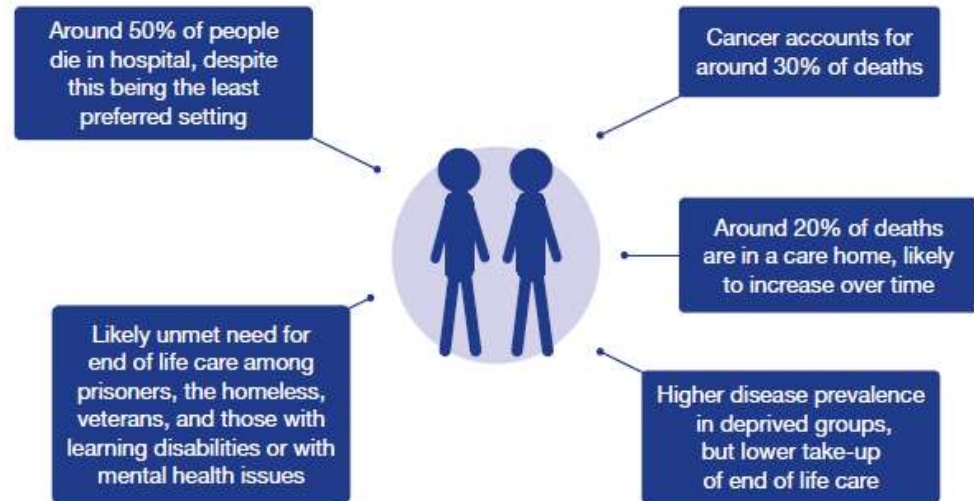 Around 50% of people
die in hospital, despite
this being the least
preferred setting
Cancer accounts for
around 30% of deaths
Around 20% of deaths
are in a care home, likely
to increase over time
Likely unmet need for
end of life care among
prisoners, the homeless,
veterans, and those with
learning disabilities or with
mental health issues
Higher disease prevalence
in deprived groups,
but lower take-up
of end of life care